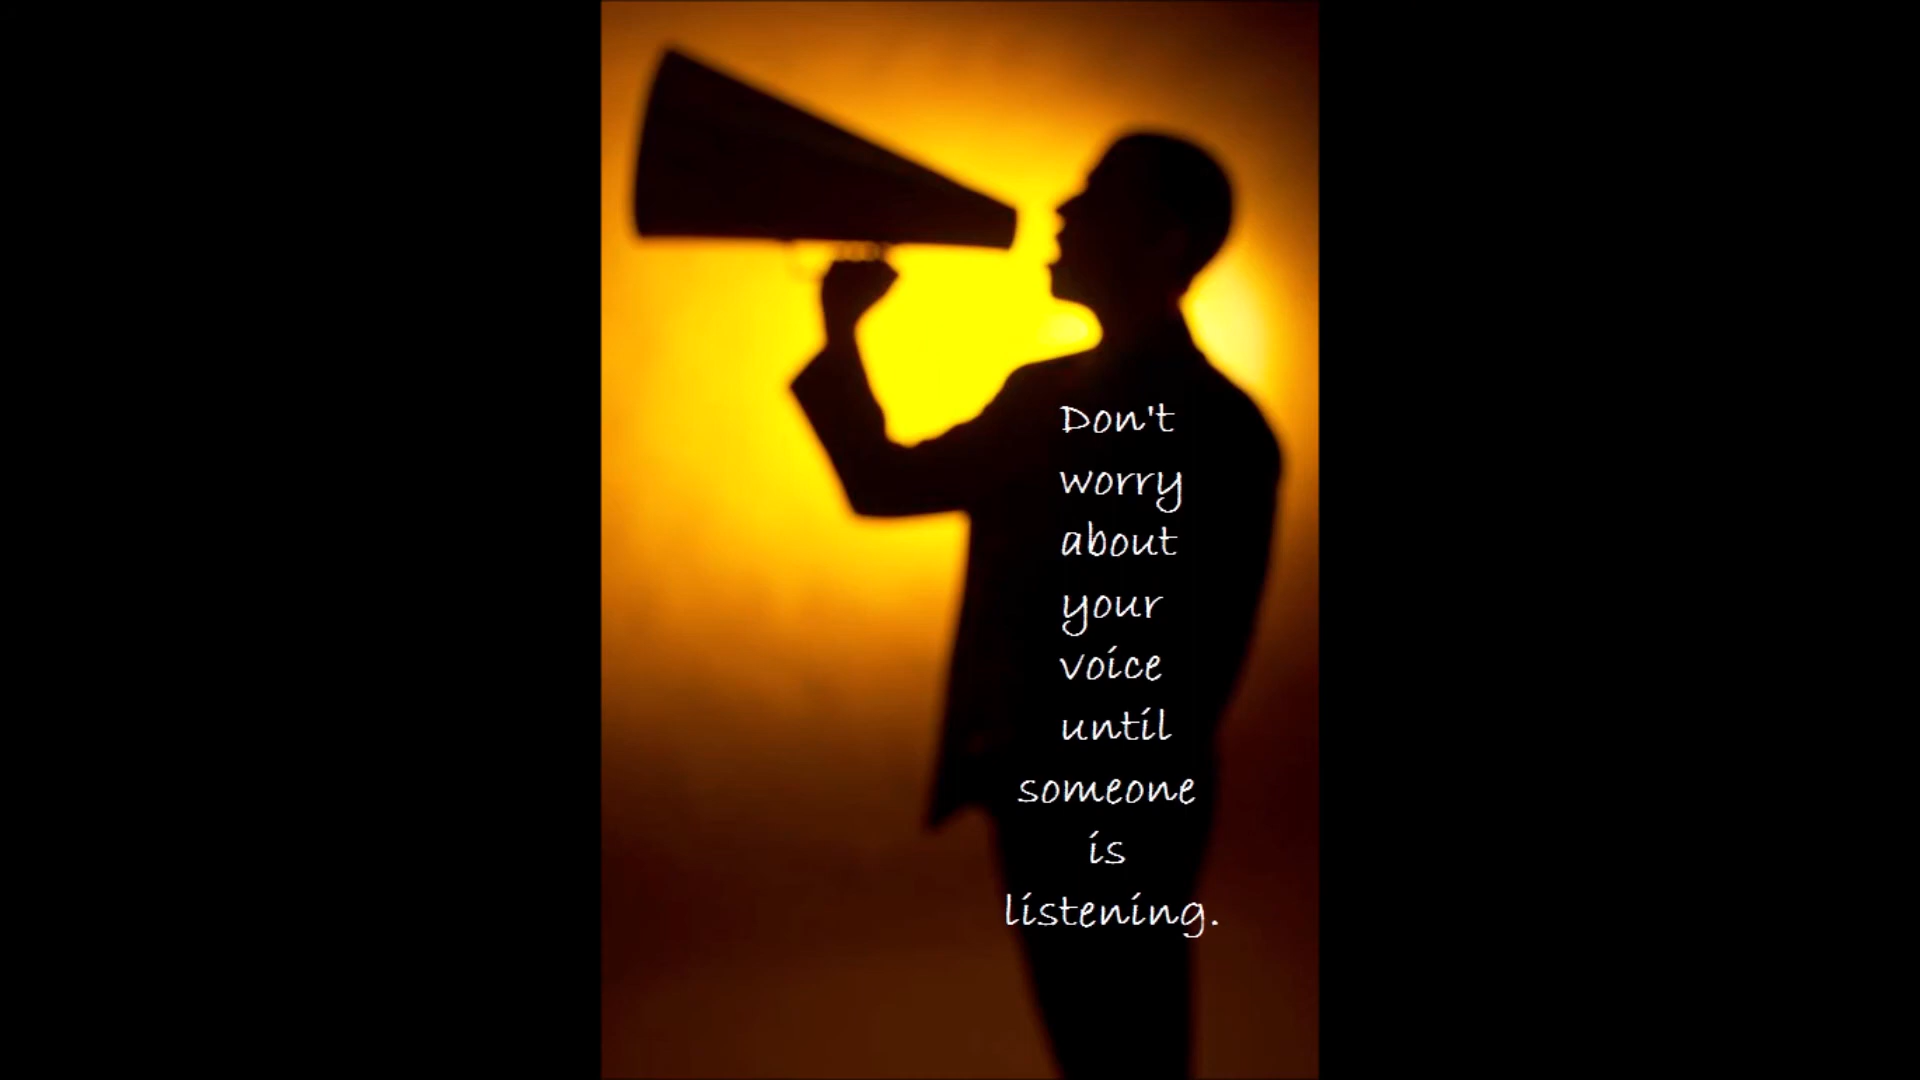 Don't
worry
about
your
voice
until
someone
is
listening.